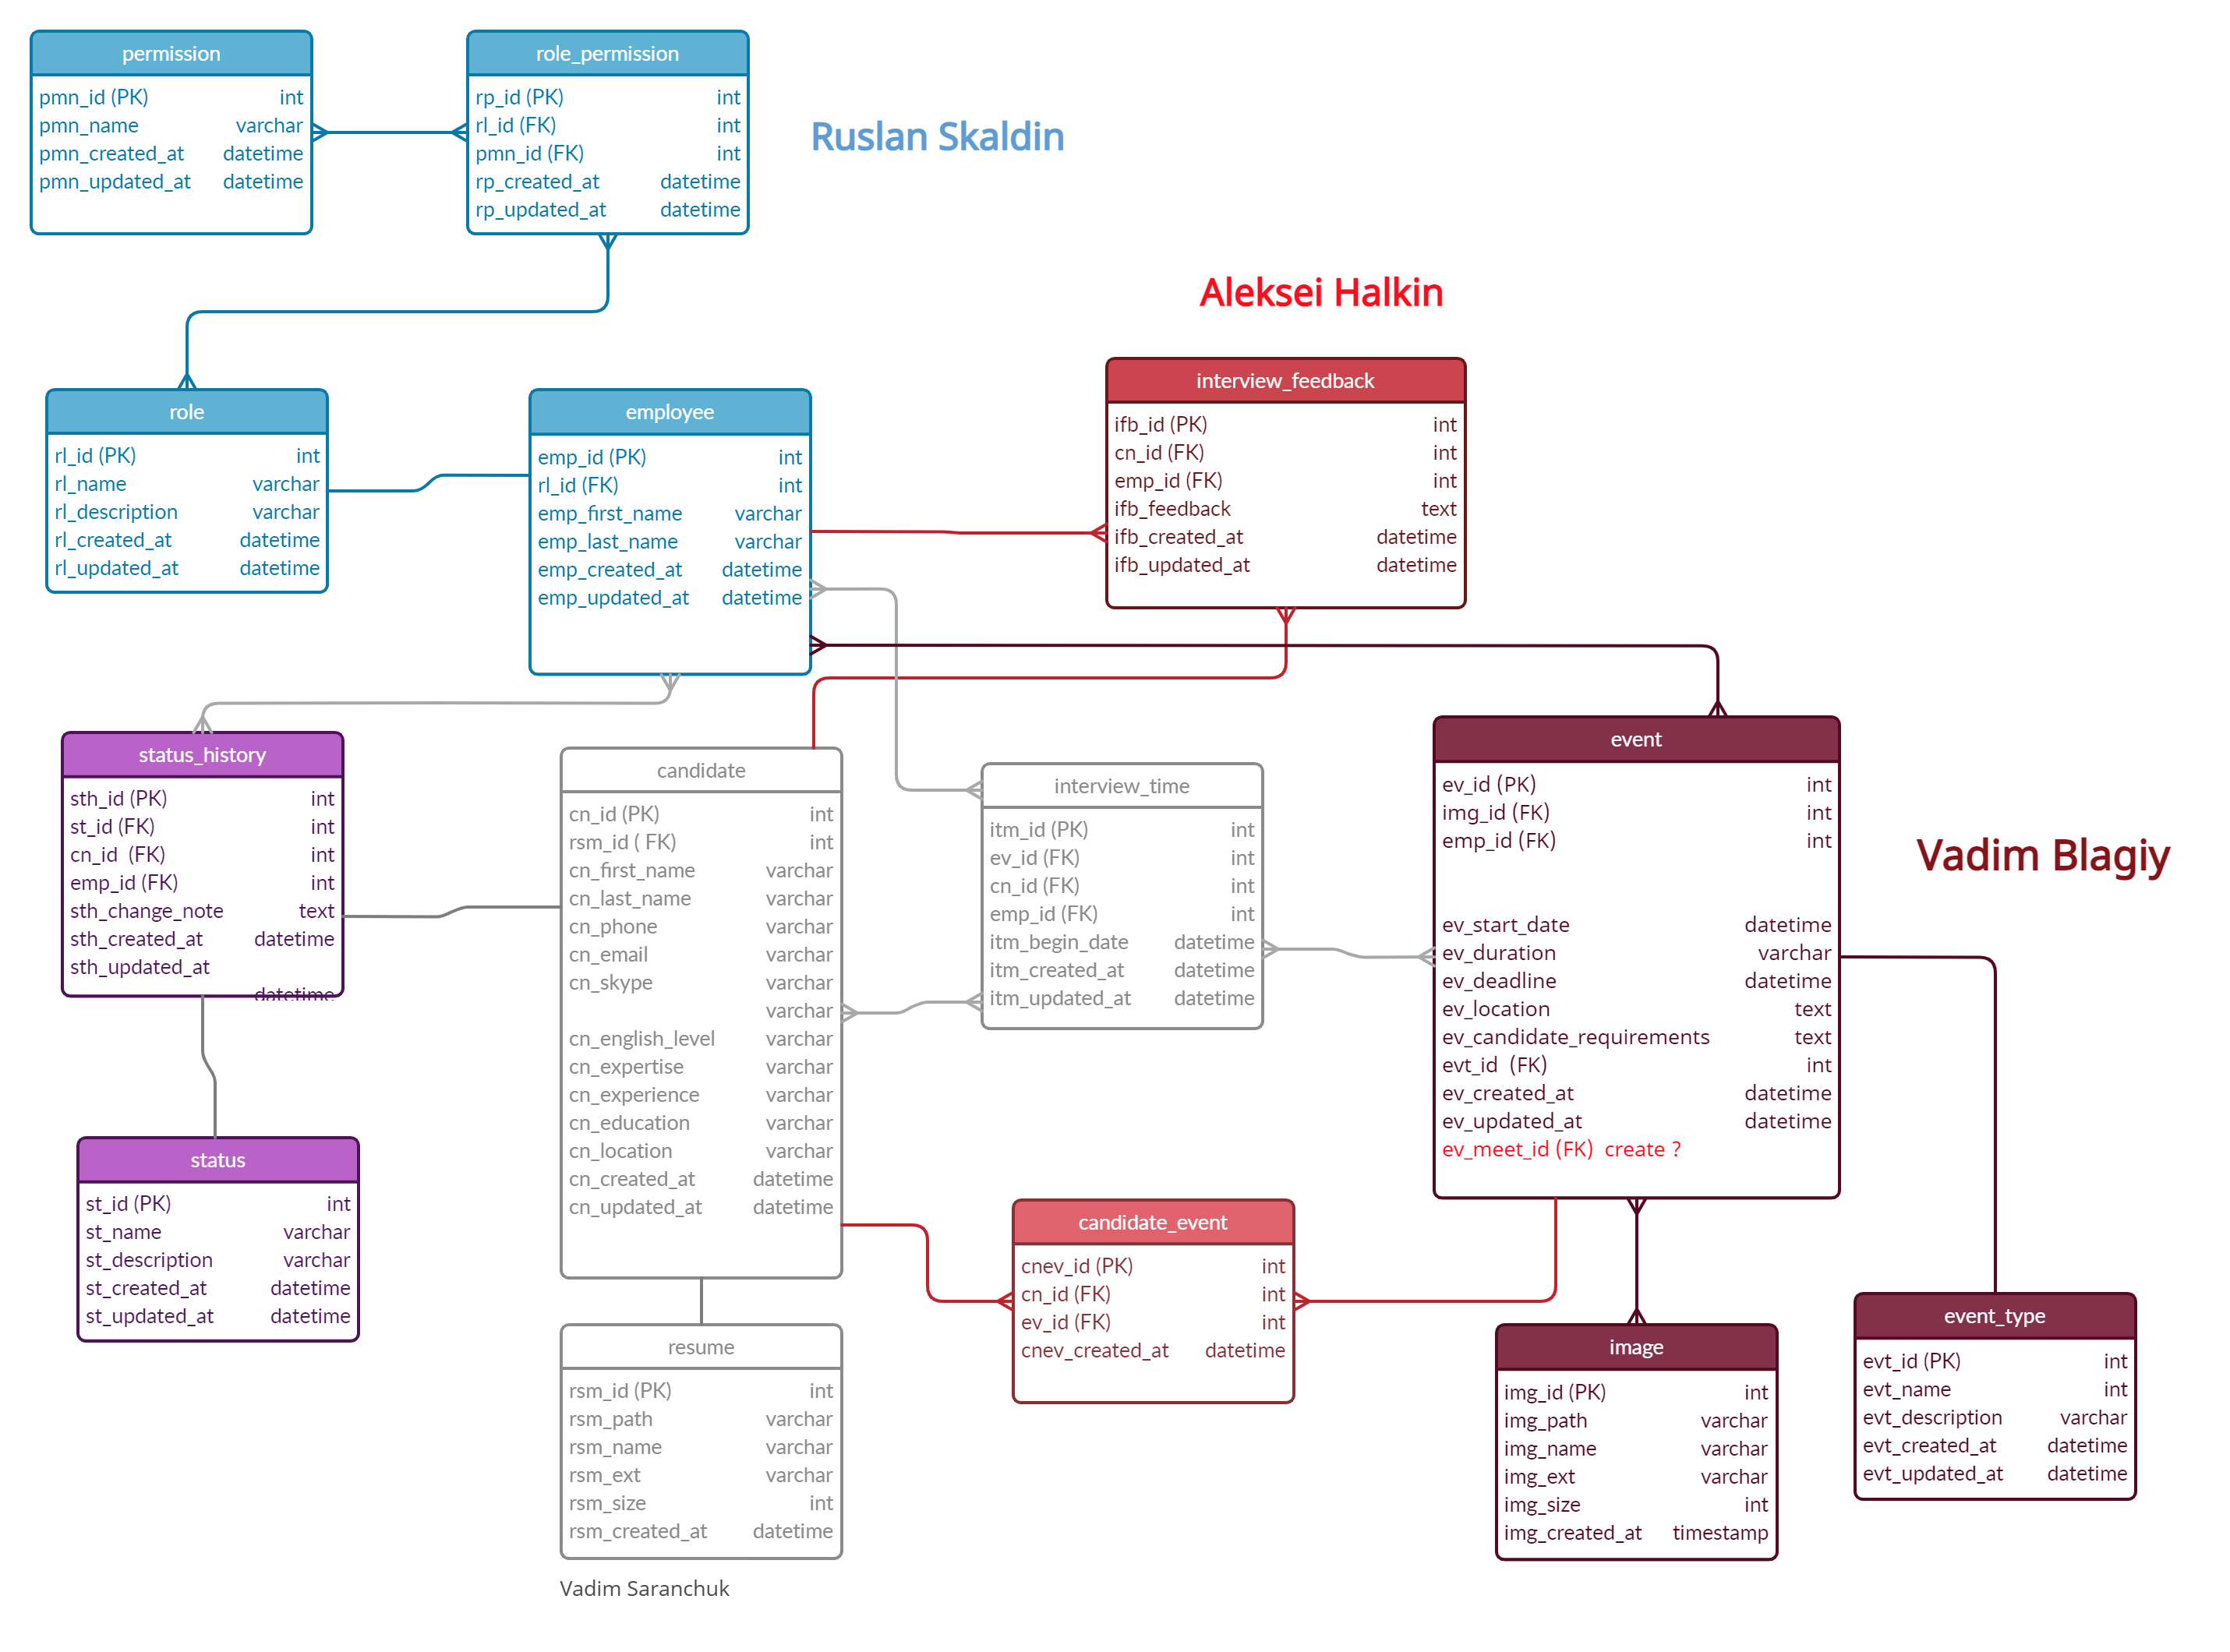 permission
pmn_id (PK) int
pmn_name varchar
pmn_created_at datetime
pmn_updated_at datetime
role_permission
rp_id (PK) int
rl_id (FK) int
pmn_id (FK) int
rp_created_at datetime
rp_updated_at datetime
Ruslan Skaldin
Aleksei Halkin
role
rl_id (PK) int
rl_name varchar
rl_description varchar
rl_created_at datetime
rl_updated_at datetime
employee
emp_id (PK) int
rl_id (FK) int
emp_first_name varchar
emp_last_name varchar
emp_created_at datetime
emp_updated_at datetime
interview_feedback
ifb_id (PK) int
cn_id (FK) int
emp_id (FK) int
ifb_feedback text
ifb_created_at datetime
ifb_updated_at datetime
status_history
sth_id (PK) int
st_id (FK) int
cn_id  (FK) int
emp_id (FK) int
sth_change_note text
sth_created_at datetime
sth_updated_at
datetime
candidate
cn_id (PK) int
rsm_id ( FK) int
cn_first_name varchar
cn_last_name varchar
cn_phone varchar
cn_email varchar
cn_skype varchar
varchar
cn_english_level varchar
cn_expertise varchar
cn_experience varchar
cn_education varchar
cn_location varchar
cn_created_at datetime
cn_updated_at datetime
interview_time
itm_id (PK) int
ev_id (FK) int
cn_id (FK) int
emp_id (FK) int
itm_begin_date datetime
itm_created_at datetime
itm_updated_at datetime
event
ev_id (PK) int
img_id (FK) int
emp_id (FK) int
ev_start_date datetime
ev_duration varchar
ev_deadline datetime
ev_location text
ev_candidate_requirements text
evt_id  (FK) int
ev_created_at datetime
ev_updated_at datetime
ev_meet_id (FK)  create ?
Vadim Blagiy
status
st_id (PK) int
st_name varchar
st_description varchar
st_created_at datetime
st_updated_at datetime
candidate_event
cnev_id (PK) int
cn_id (FK) int
ev_id (FK) int
cnev_created_at datetime
resume
rsm_id (PK) int
rsm_path varchar
rsm_name varchar
rsm_ext varchar
rsm_size int
rsm_created_at datetime
Vadim Saranchuk
image
img_id (PK) int
img_path varchar
img_name varchar
img_ext varchar
img_size int
img_created_at timestamp
event_type
evt_id (PK) int
evt_name int
evt_description varchar
evt_created_at datetime
evt_updated_at datetime